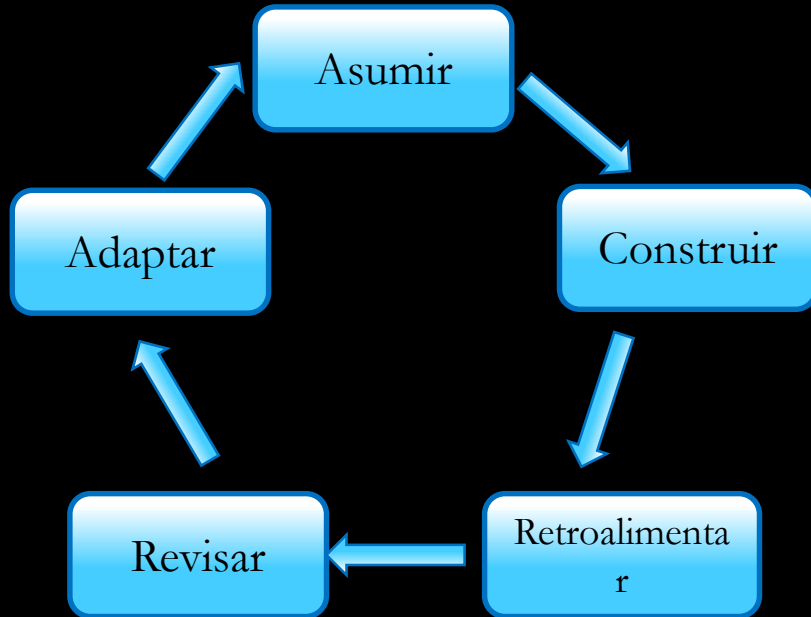 Asumir
Adaptar
Construir
Revisar
Retroalimenta
r